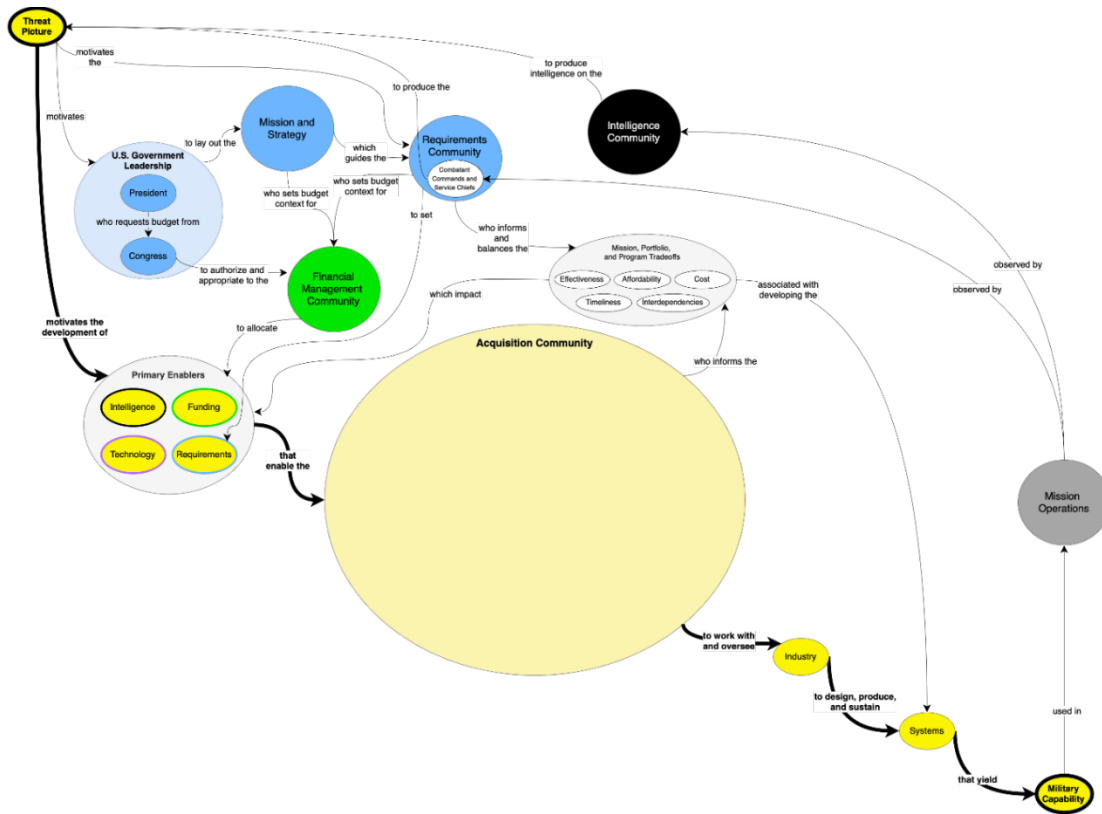 Threat
Picture
motivates
the
to produce
intelligence on the
to produce the
motivates
Mission and
Strategy
Intelligence
Community
to lay out the
which
guides the
Requirements
Community
Combatant
Commands and
Service Chiefs
U.S. Government
Leadership
President
who requests budget from
Congress
who sets budget
context for
who sets budget
context for
to set
who informs
and
balances the
to authorize and
appropriate to the
Financial
Management
Community
Mission, Portfolio,
and Program Tradeoffs
Effectiveness
Affordability
Cost
Timeliness
Interdependencies
associated with
developing the
observed by
observed by
which impact
motivates the
development of
to allocate
Acquisition Community
who informs the
Primary Enablers
Intelligence
Funding
Technology
Requirements
that
enable the
Mission
Operations
to work with
and oversee
Industry
to design, produce,
and sustain
Systems
used in
that yield
Military
Capability